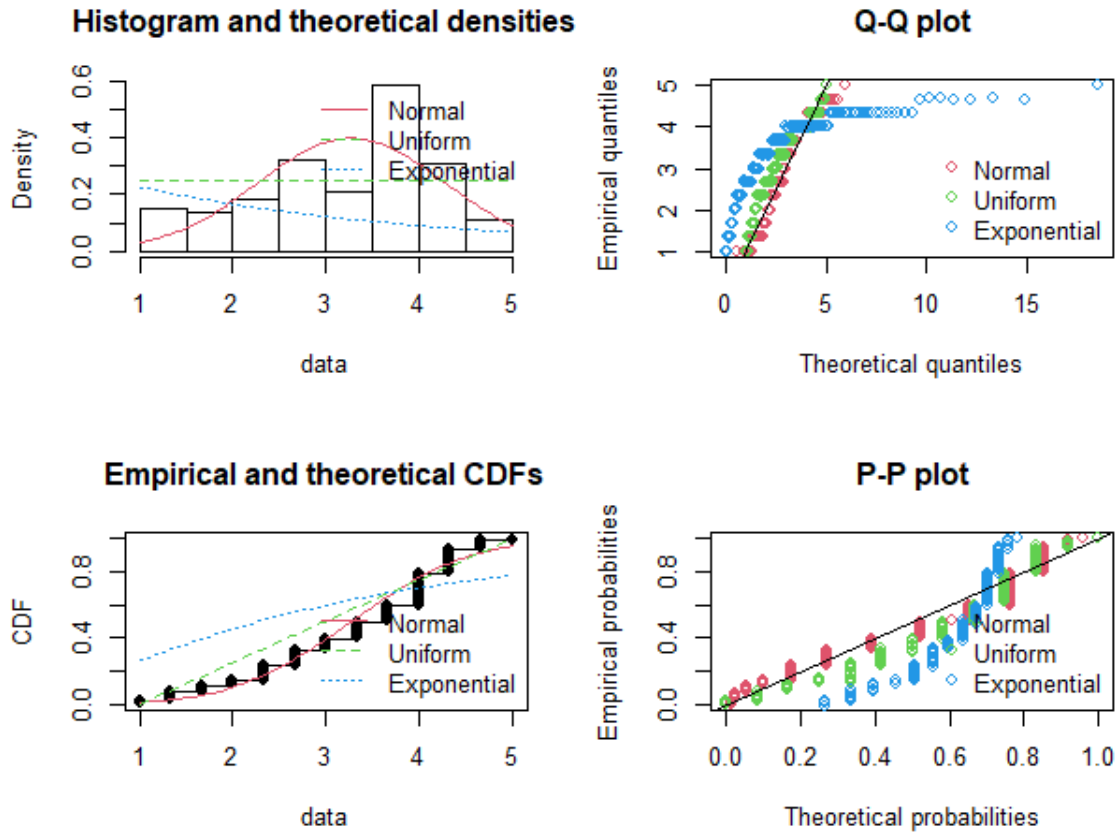 Histogram and theoretical densities
Density
0.0 0.2 0.4 0.6
Normal
Uniform
Exponential
1 2 3 4 5
data
Q-Q plot
Empirical quantiles
1 2 3 4 5
Normal
Uniform
Exponential
0 5 10 15
Theoretical quantiles
Empirical and theoretical CDFs
CDF
0.0 0.4 0.8
Normal
Uniform
Exponential
1 2 3 4 5
data
P-P plot
Empirical probabilities
0.0 0.4 0.8
Normal
Uniform
Exponential
0.0 0.2 0.4 0.6 0.8 1.0
Theoretical probabilities